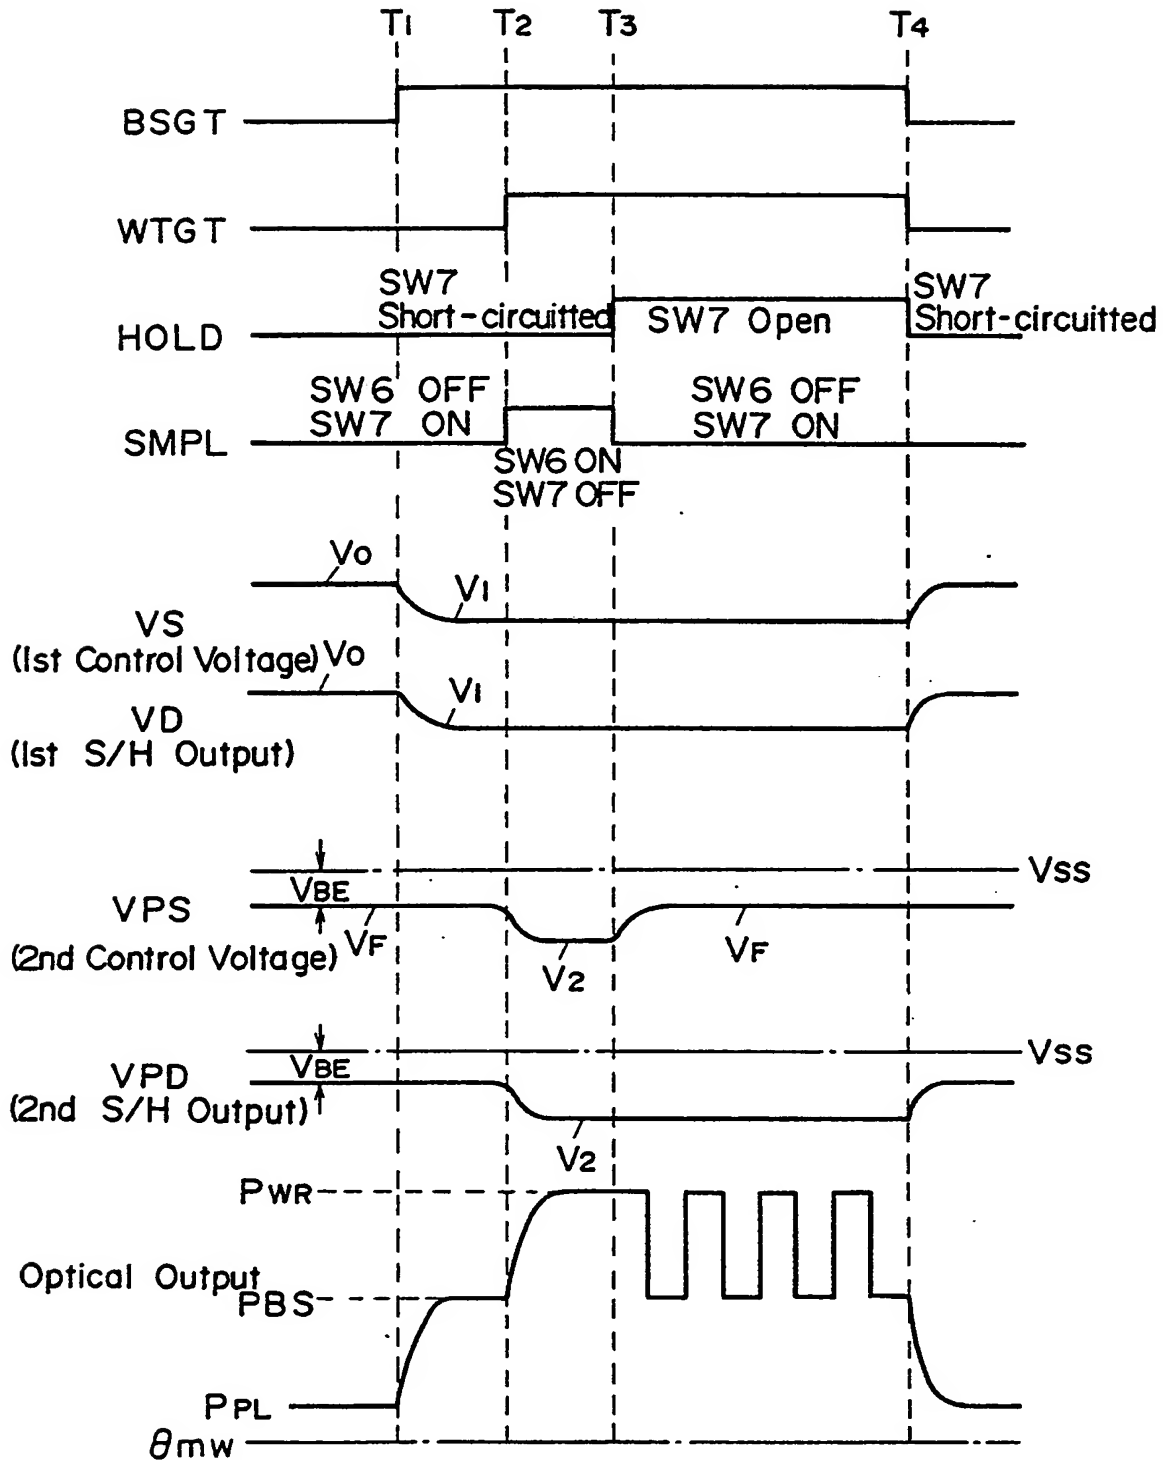 T1 T2 T3 T4
BSGT
WTGT
SW7
Short-circuitted
SW7 Open
SW7
Short-circuitted
HOLD
SW6 OFF
SW7 ON
SW6 OFF
SW7 ON
SMPL
SW6 ON
SW7 OFF
Vo
V1
VS
(1st Control Voltage)
Vo
V1
VD
(1st S/H Output)
VSS
VBE
VPS
(2nd Control Voltage)
VF
V2
VF
VSS
VBE
VPD
(2nd S/H Output)
V2
PWR
Optical Output
PBS
PPL
θmw